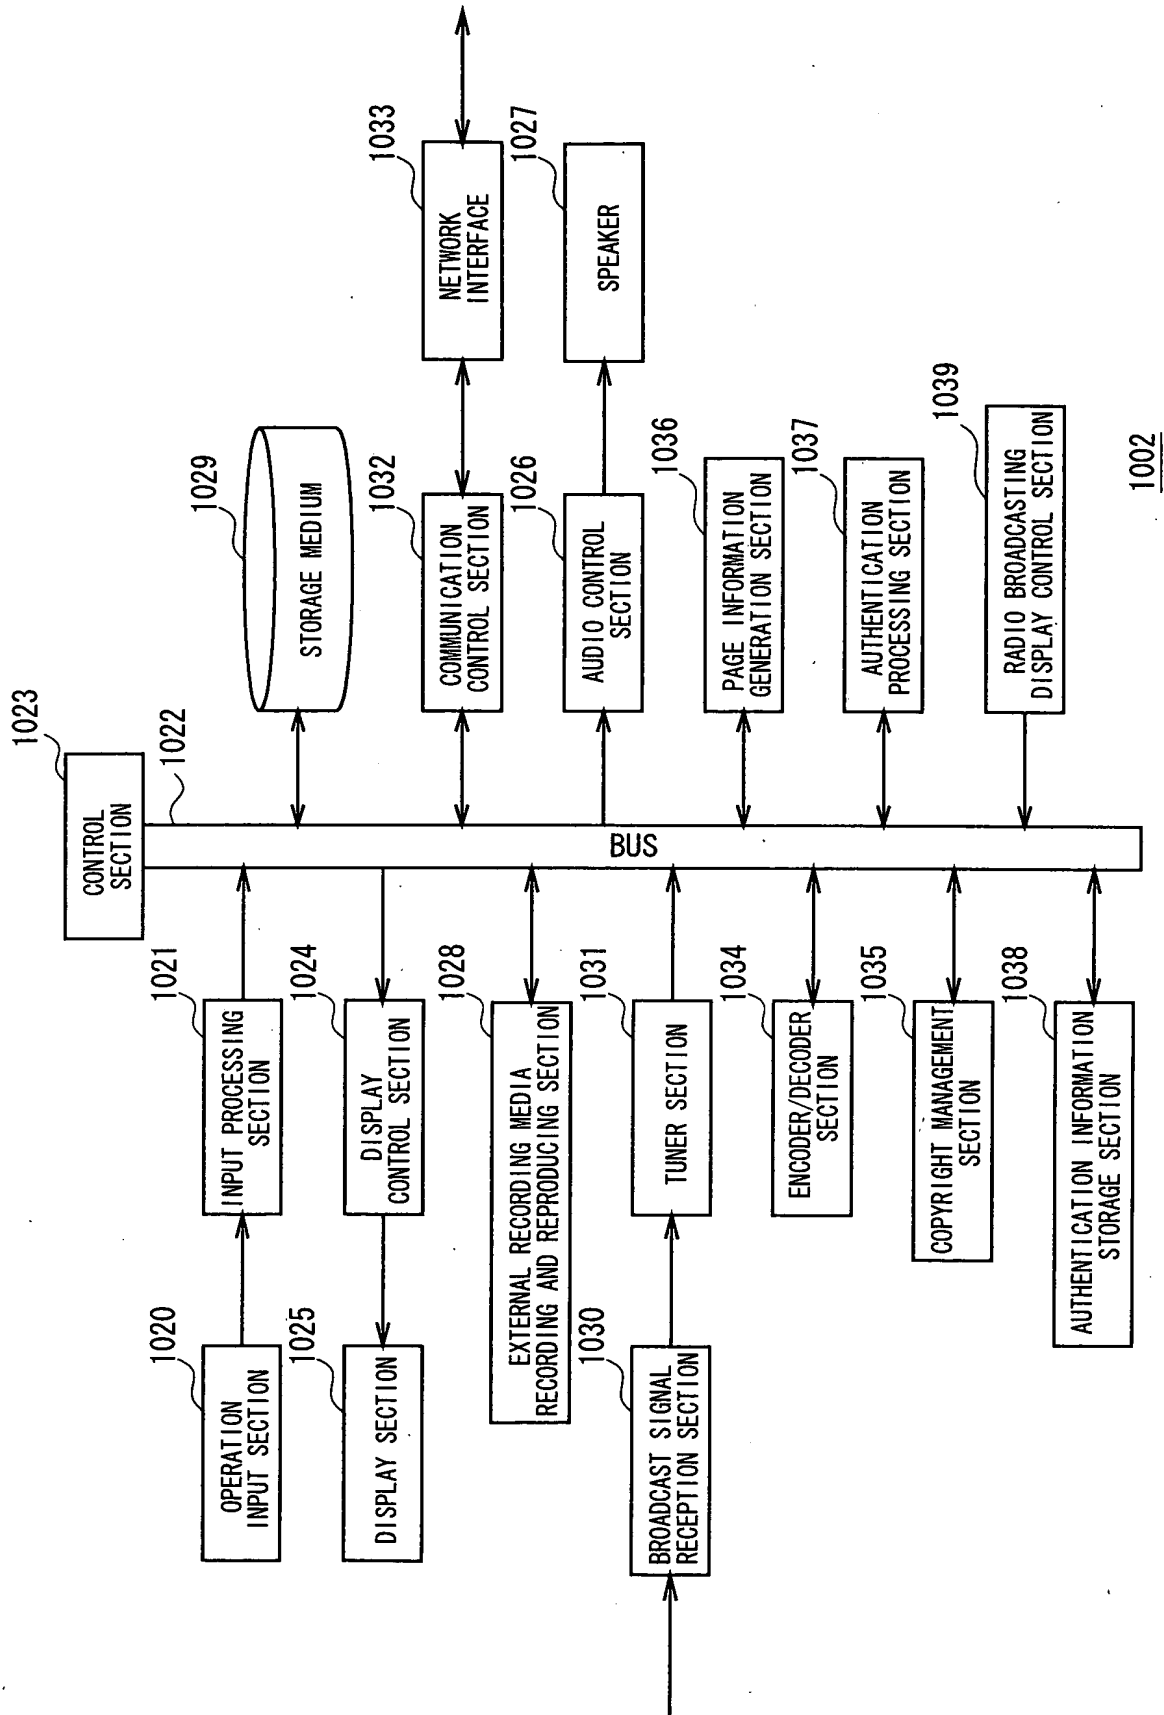 1023
CONTROL
SECTION
1022
BUS
1020
OPERATION
INPUT SECTION
1021
INPUT PROCESSING
SECTION
1025
DISPLAY SECTION
1024
DISPLAY
CONTROL SECTION
1028
EXTERNAL RECORDING MEDIA
RECORDING AND REPRODUCING SECTION
1030
BROADCAST SIGNAL
RECEPTION SECTION
1031
TUNER SECTION
1034
ENCODER/DECODER
SECTION
1035
COPYRIGHT MANAGEMENT
SECTION
1038
AUTHENTICATION INFORMATION
STORAGE SECTION
1029
STORAGE MEDIUM
1032
COMMUNICATION
CONTROL SECTION
1033
NETWORK
INTERFACE
1026
AUDIO CONTROL
SECTION
1027
SPEAKER
1036
PAGE INFORMATION
GENERATION SECTION
1037
AUTHENTICATION
PROCESSING SECTION
1039
RADIO BROADCASTING
DISPLAY CONTROL SECTION
1002